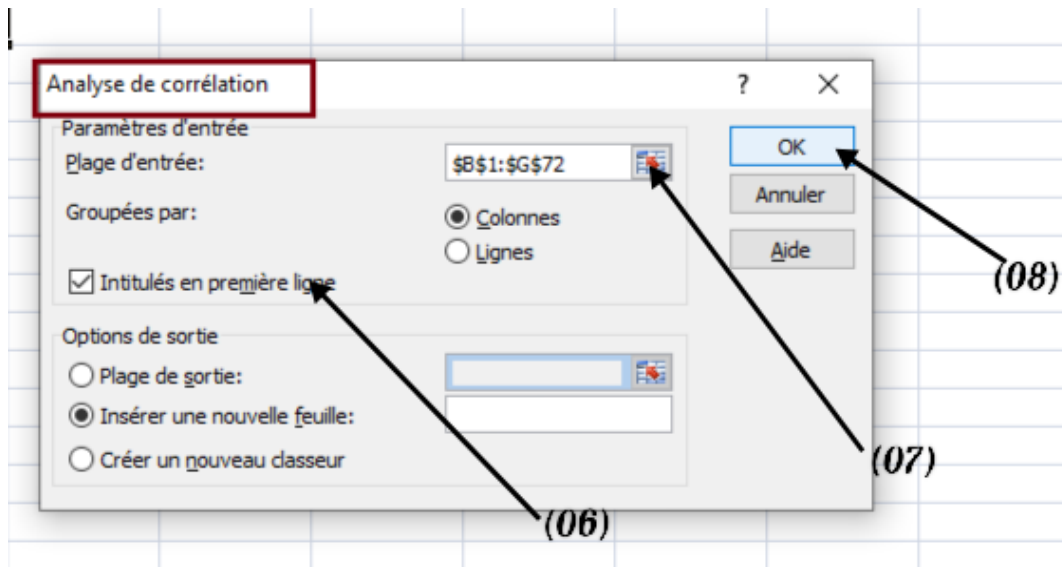 Analyse de corrélation ? ×
Paramètres d'entrée
Plage d'entrée: $B$1:$G$72
OK
Annuler
Groupées par: Colonnes
Lignes
Aide
Intitulés en première ligne
(08)
Options de sortie
Plage de sortie:
Insérer une nouvelle feuille:
Créer un nouveau classeur
(07)
(06)